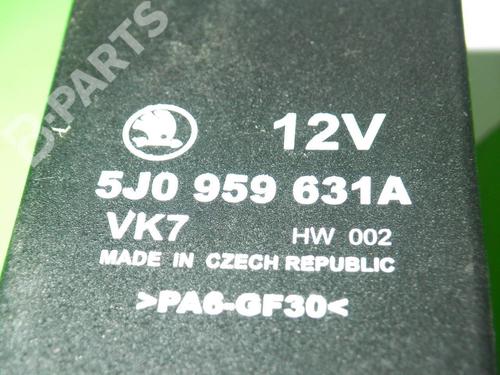 B-PARTS
12V
5J0 959 631A
VK7 HW 002
MADE IN CZECH REPUBLIC
>PA6-GF30<